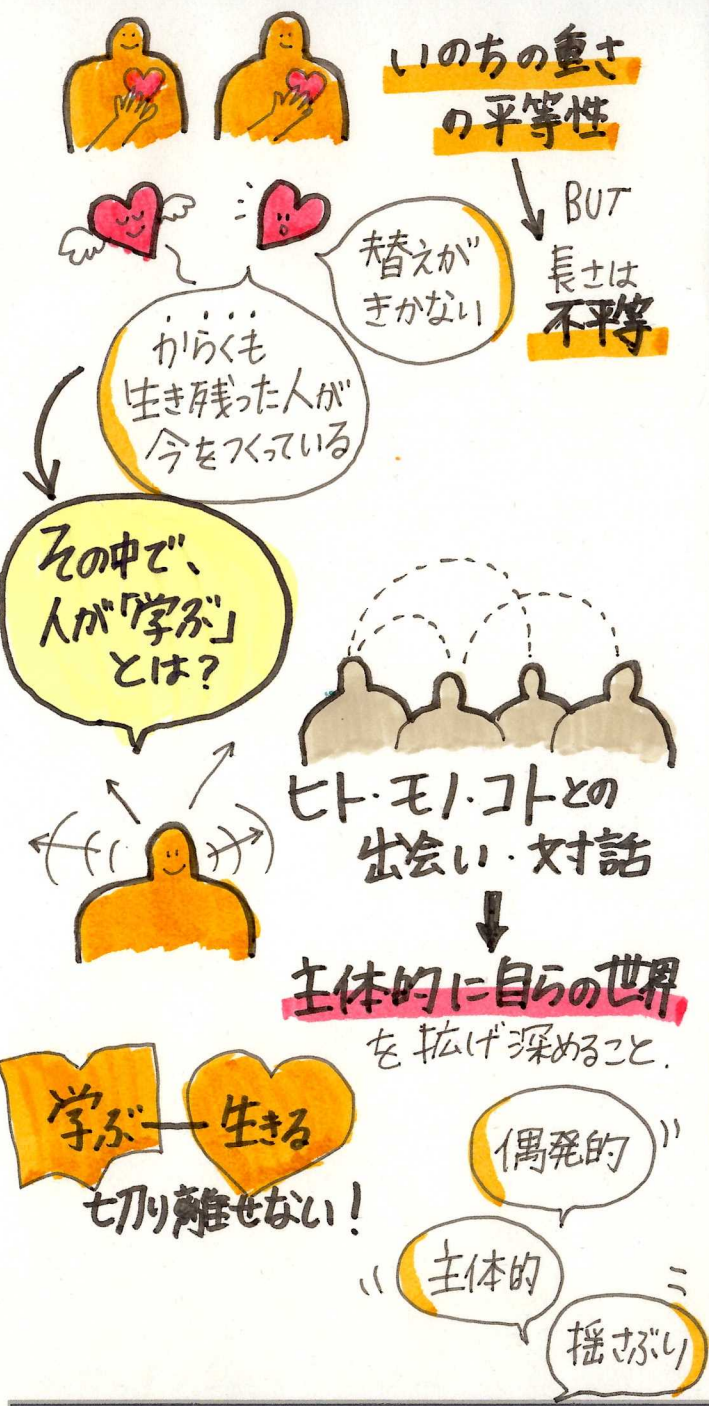 いのちの重さ
の平等性
BUT
長さは
不平等
替えが
きかない
からくも
生き残った人が
今をつくっている
その中で、
人が「学ぶ」
とは?
ヒト・モノ・コトとの
出会い・対話
主体的に自らの世界
を拡げ深めること.
学ぶ―生きる
切り離せない!
偶発的
主体的
揺さぶり